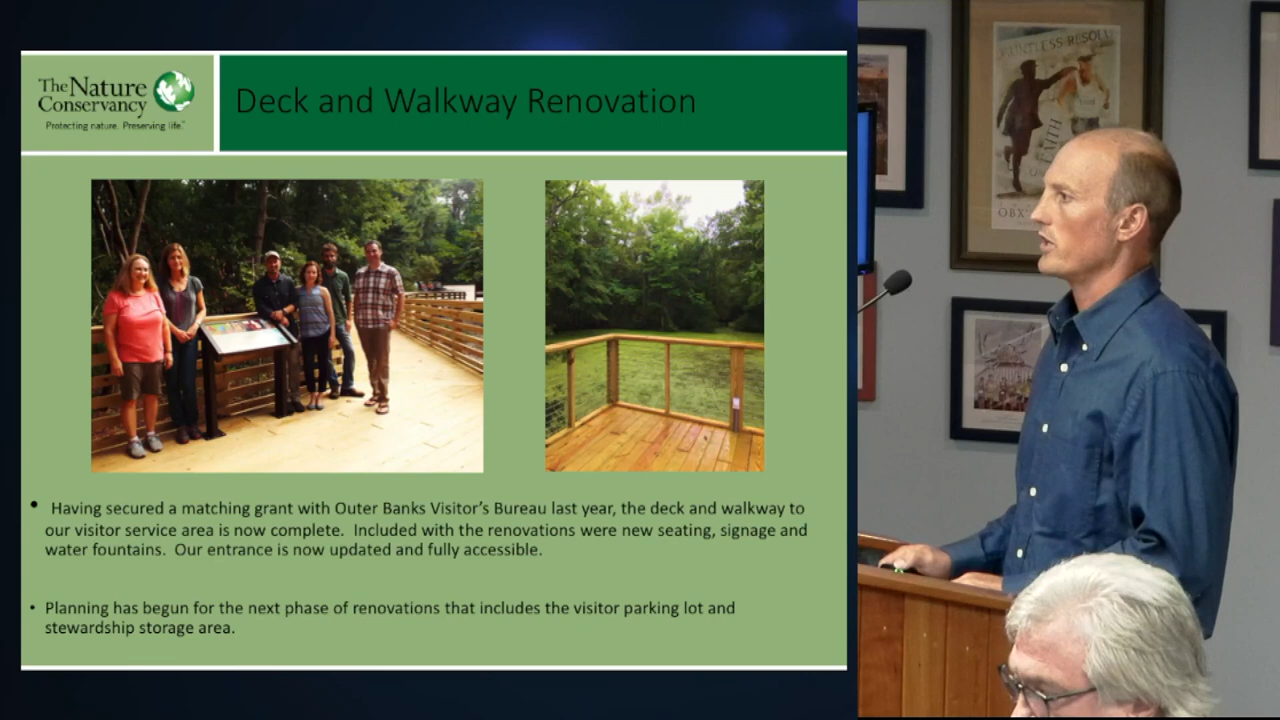 The Nature
Conservancy
Protecting nature. Preserving life.™
Deck and Walkway Renovation
• Having secured a matching grant with Outer Banks Visitor's Bureau last year, the deck and walkway to
our visitor service area is now complete. Included with the renovations were new seating, signage and
water fountains. Our entrance is now updated and fully accessible.
• Planning has begun for the next phase of renovations that includes the visitor parking lot and
stewardship storage area.
RESOLVE
FAITH
OBX